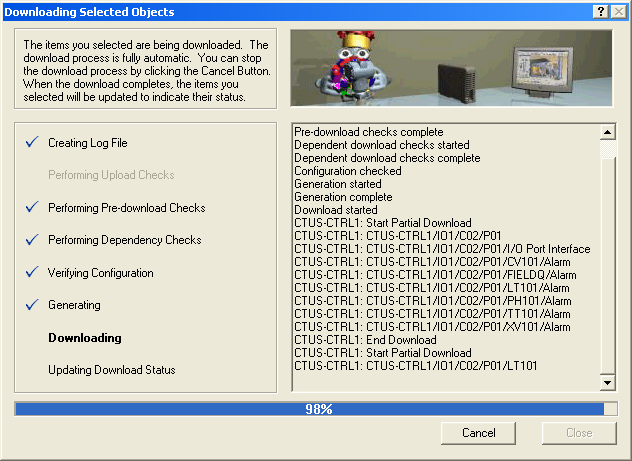 Downloading Selected Objects
The items you selected are being downloaded. The
download process is fully automatic. You can stop
the download process by clicking the Cancel Button.
When the download completes, the items you
selected will be updated to indicate their status.
Creating Log File
Performing Upload Checks
Performing Pre-download Checks
Performing Dependency Checks
Verifying Configuration
Generating
Downloading
Updating Download Status
Pre-download checks complete
Dependent download checks started
Dependent download checks complete
Configuration checked
Generation started
Generation complete
Download started
CTUS-CTRL1: Start Partial Download
CTUS-CTRL1: CTUS-CTRL1/IO1/C02/P01
CTUS-CTRL1: CTUS-CTRL1/IO1/C02/P01/I/O Port Interface
CTUS-CTRL1: CTUS-CTRL1/IO1/C02/P01/CV101/Alarm
CTUS-CTRL1: CTUS-CTRL1/IO1/C02/P01/FIELDQ/Alarm
CTUS-CTRL1: CTUS-CTRL1/IO1/C02/P01/LT101/Alarm
CTUS-CTRL1: CTUS-CTRL1/IO1/C02/P01/PH101/Alarm
CTUS-CTRL1: CTUS-CTRL1/IO1/C02/P01/TT101/Alarm
CTUS-CTRL1: CTUS-CTRL1/IO1/C02/P01/XV101/Alarm
CTUS-CTRL1: End Download
CTUS-CTRL1: Start Partial Download
CTUS-CTRL1: CTUS-CTRL1/IO1/C02/P01/LT101
98%
Cancel
Close